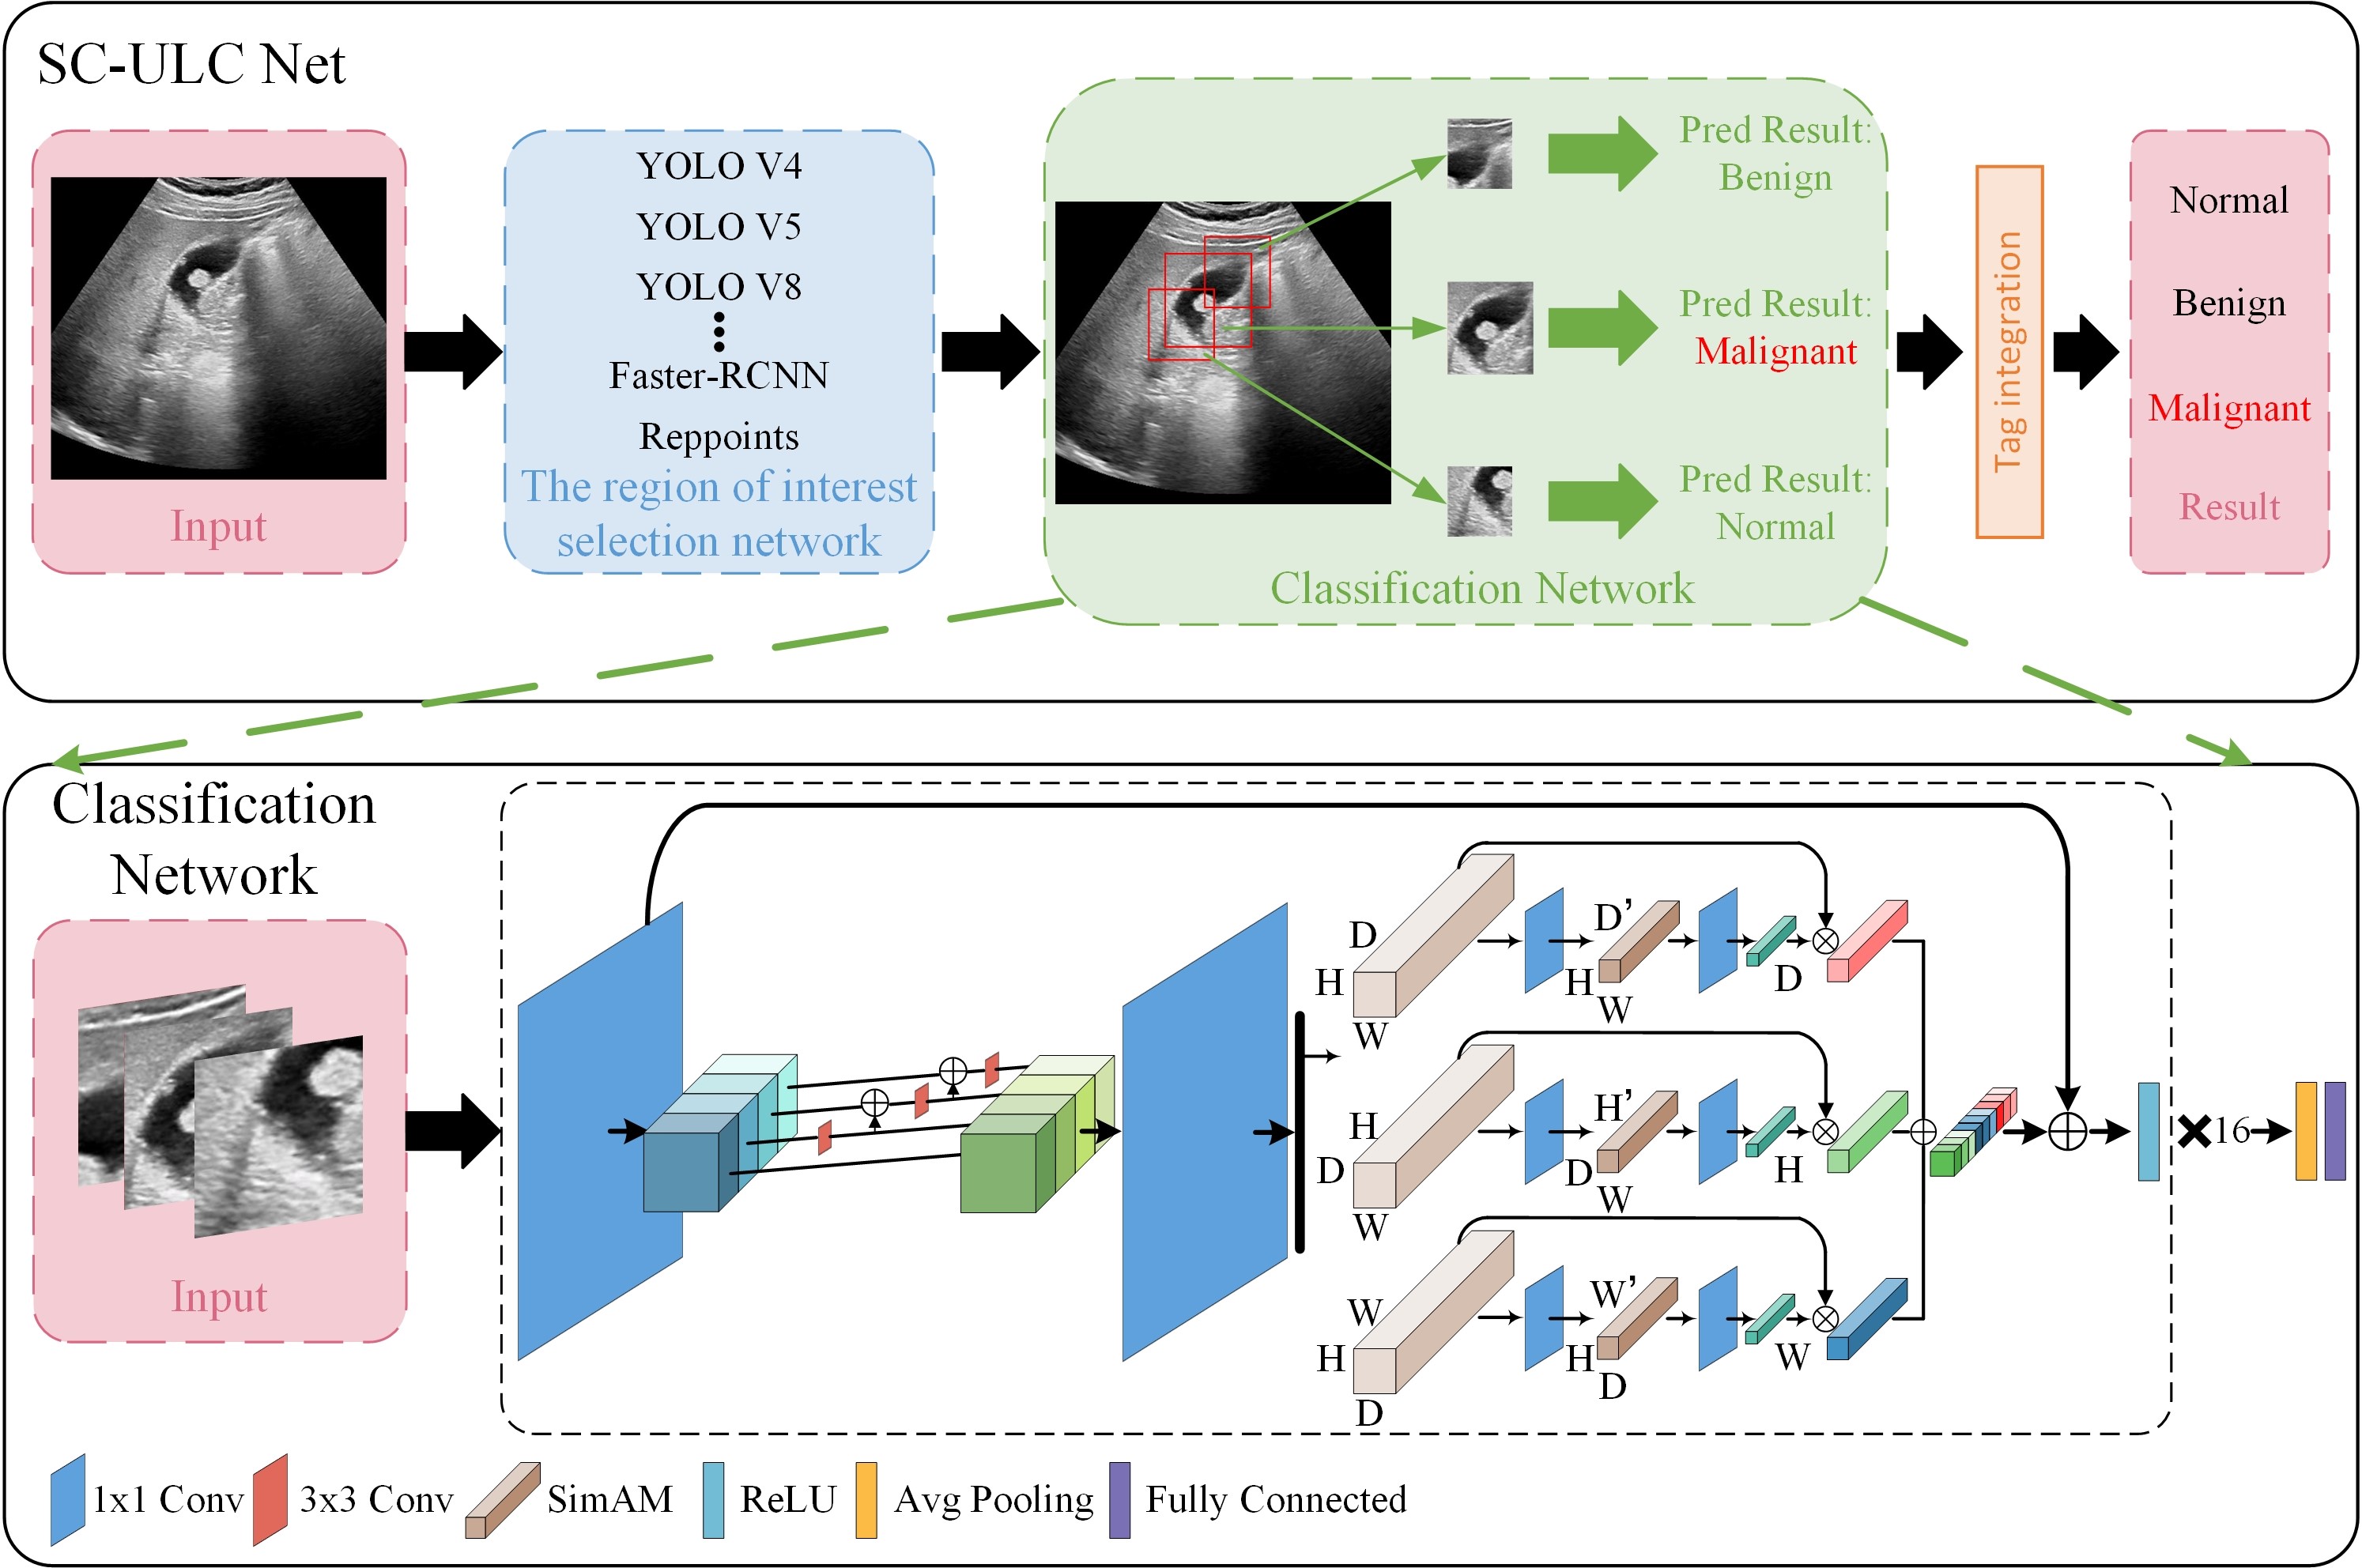 SC-ULC Net
Input
YOLO V4
YOLO V5
YOLO V8
Faster-RCNN
Reppoints
The region of interest
selection network
Pred Result:
Benign
Pred Result:
Malignant
Pred Result:
Normal
Classification Network
Tag integration
Normal
Benign
Malignant
Result
Classification
Network
Input
D
H
W
D'
H
W
D
H
D
W
H'
D
W
H
W
H
D
W'
H
D
W
16
1x1 Conv
3x3 Conv
SimAM
ReLU
Avg Pooling
Fully Connected